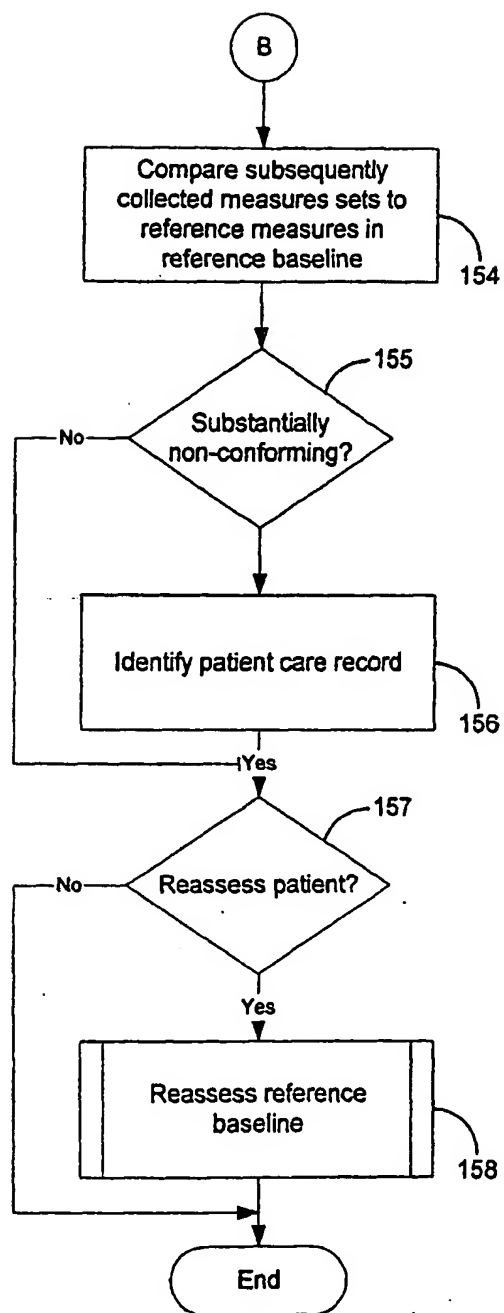 B
Compare subsequently
collected measures sets to
reference measures in
reference baseline
154
155
Substantially
non-conforming?
No
Identify patient care record
156
Yes
157
Reassess patient?
No
Yes
Reassess reference
baseline
158
End